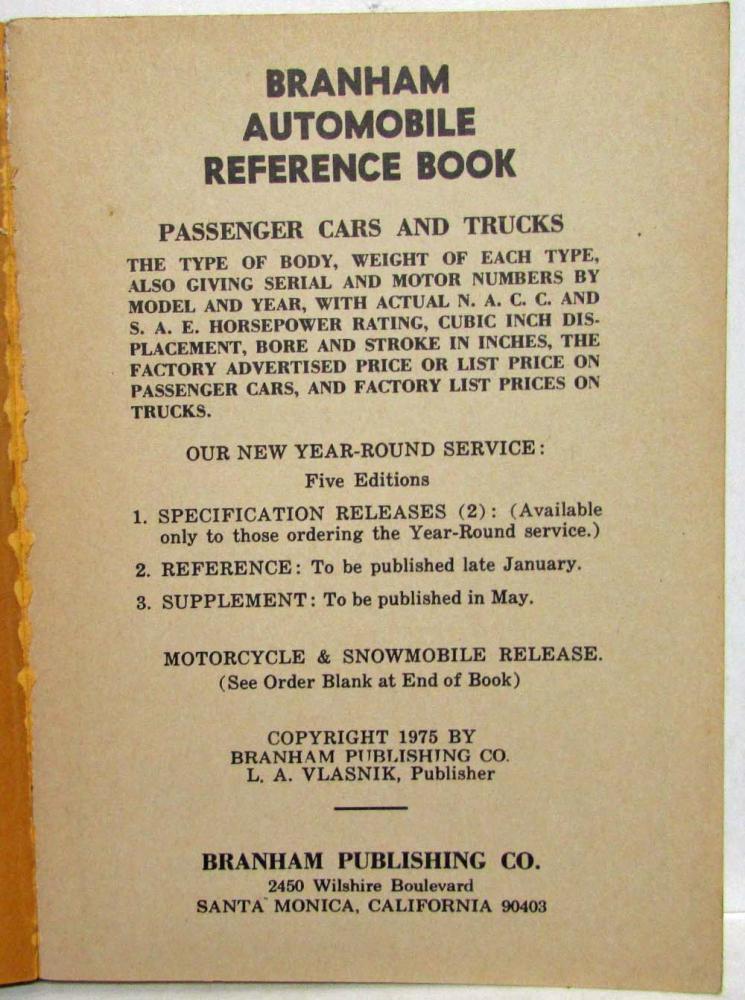 BRANHAM
AUTOMOBILE
REFERENCE BOOK
PASSENGER CARS AND TRUCKS
THE TYPE OF BODY, WEIGHT OF EACH TYPE,
ALSO GIVING SERIAL AND MOTOR NUMBERS BY
MODEL AND YEAR, WITH ACTUAL N. A. C. C. AND
S. A. E. HORSEPOWER RATING, CUBIC INCH DIS-
PLACEMENT, BORE AND STROKE IN INCHES, THE
FACTORY ADVERTISED PRICE OR LIST PRICE ON
PASSENGER CARS, AND FACTORY LIST PRICES ON
TRUCKS.
OUR NEW YEAR-ROUND SERVICE:
Five Editions
1. SPECIFICATION RELEASES (2): (Available
only to those ordering the Year-Round service.)
2. REFERENCE: To be published late January.
3. SUPPLEMENT: To be published in May.
MOTORCYCLE & SNOWMOBILE RELEASE.
(See Order Blank at End of Book)
COPYRIGHT 1975 BY
BRANHAM PUBLISHING CO.
L. A. VLASNIK, Publisher
BRANHAM PUBLISHING CO.
2450 Wilshire Boulevard
SANTA MONICA, CALIFORNIA 90403